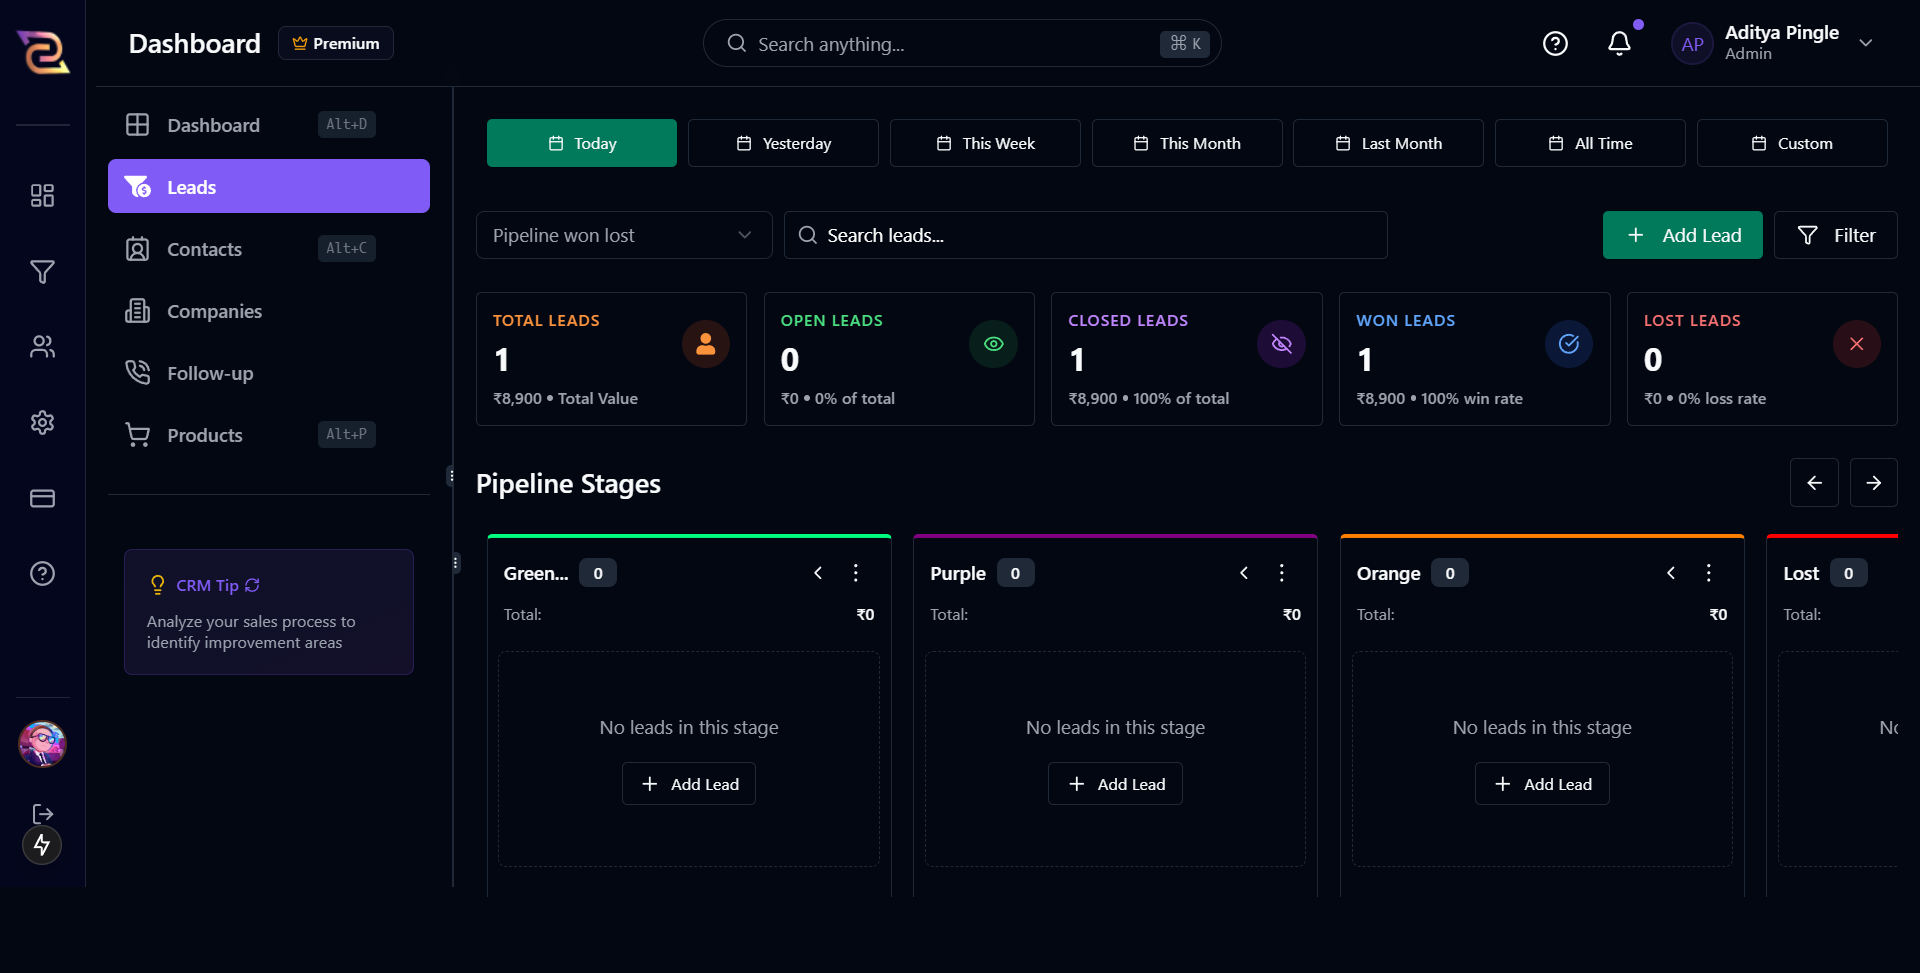 Dashboard
Premium
Search anything...
⌘ K
AP
Aditya Pingle
Admin
Dashboard Alt+D
Leads
Contacts Alt+C
Companies
Follow-up
Products Alt+P
CRM Tip
Analyze your sales process to
identify improvement areas
Today Yesterday This Week This Month Last Month All Time Custom
Pipeline won lost
Search leads...
Add Lead
Filter
TOTAL LEADS
1
₹8,900 • Total Value
OPEN LEADS
0
₹0 • 0% of total
CLOSED LEADS
1
₹8,900 • 100% of total
WON LEADS
1
₹8,900 • 100% win rate
LOST LEADS
0
₹0 • 0% loss rate
Pipeline Stages
Green... 0
Total: ₹0
No leads in this stage
Add Lead
Purple 0
Total: ₹0
No leads in this stage
Add Lead
Orange 0
Total: ₹0
No leads in this stage
Add Lead
Lost 0
Total: